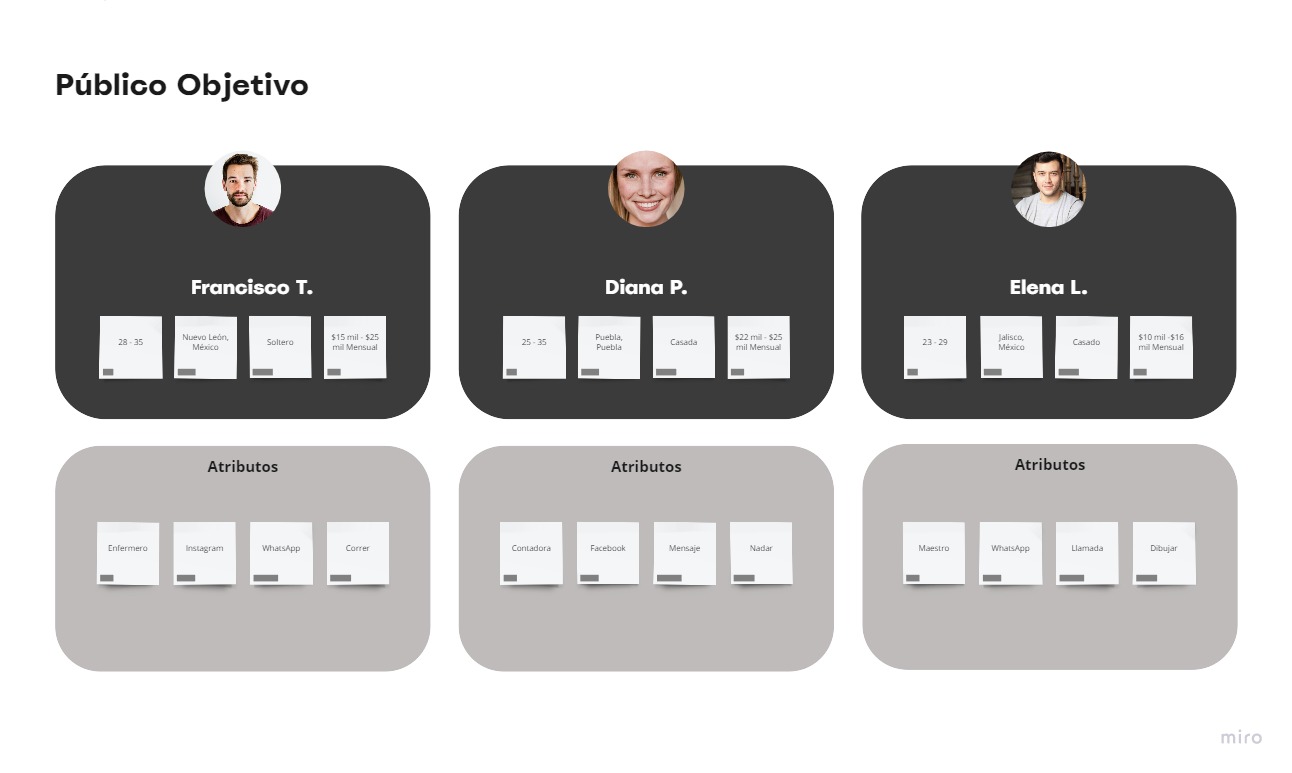 Público Objetivo
Francisco T.
28 - 35
Nuevo León,
México
Soltero
$15 mil - $25
mil Mensual
Diana P.
25 - 35
Puebla,
Puebla
Casada
$22 mil - $25
mil Mensual
Elena L.
23 - 29
Jalisco,
México
Casado
$10 mil -$16
mil Mensual
Atributos
Enfermero
Instagram
WhatsApp
Correr
Atributos
Contadora
Facebook
Mensaje
Nadar
Atributos
Maestro
WhatsApp
Llamada
Dibujar
miro